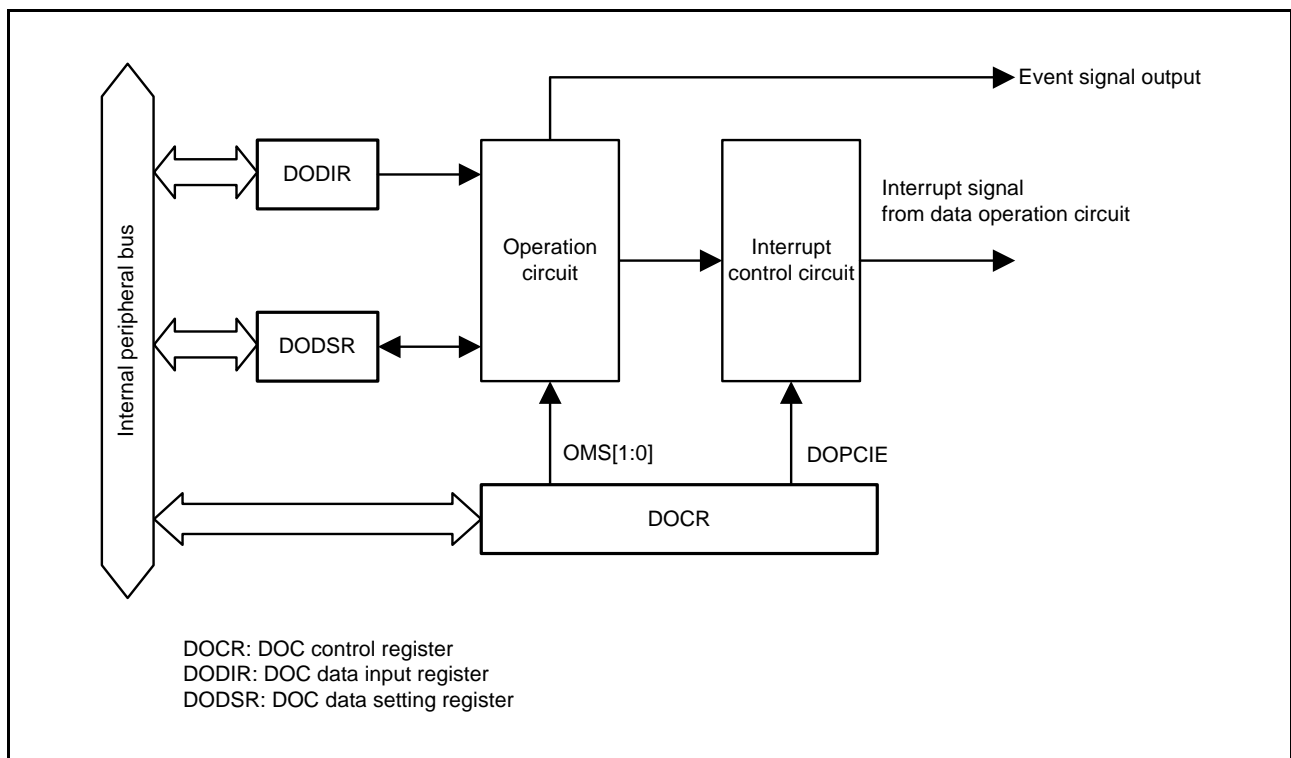 Event signal output
DODIR
Interrupt signal
from data operation circuit
Operation
circuit
Interrupt
control circuit
Internal peripheral bus
DODSR
OMS[1:0]
DOPCIE
DOCR
DOCR: DOC control register
DODIR: DOC data input register
DODSR: DOC data setting register